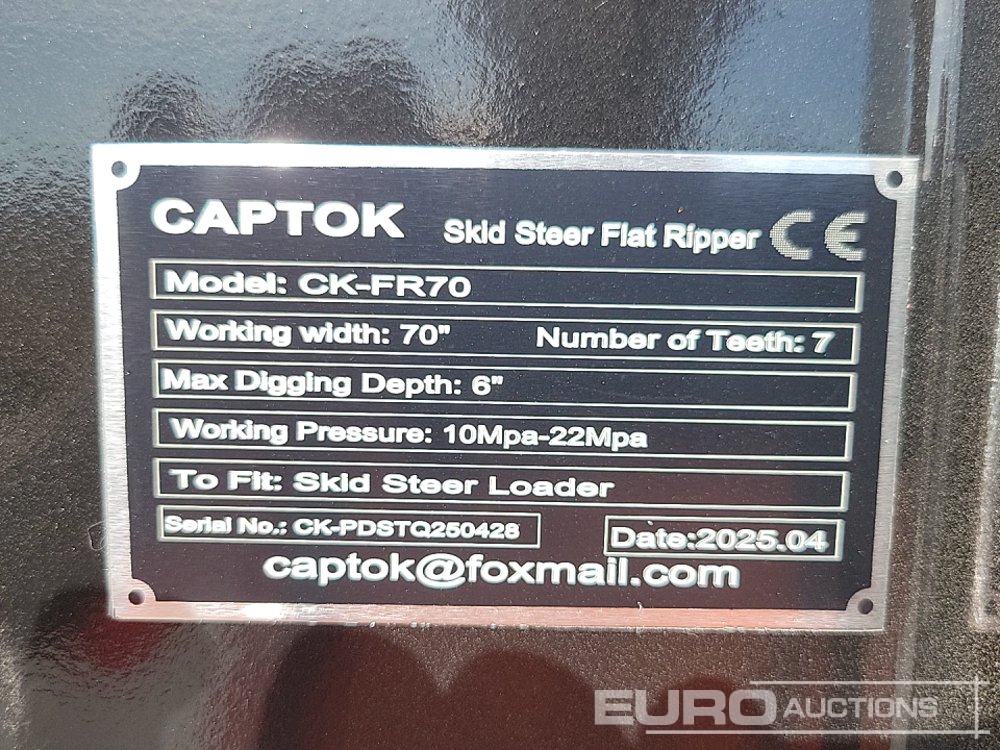 CAPTOK Skid Steer Flat Ripper CE
Model: CK-FR70
Working width: 70" Number of Teeth: 7
Max Digging Depth: 6"
Working Pressure: 10Mpa-22Mpa
To Fit: Skid Steer Loader
Serial No.: CK-PDSTQ250428 Date:2025.04
captok@foxmail.com
EURO AUCTIONS